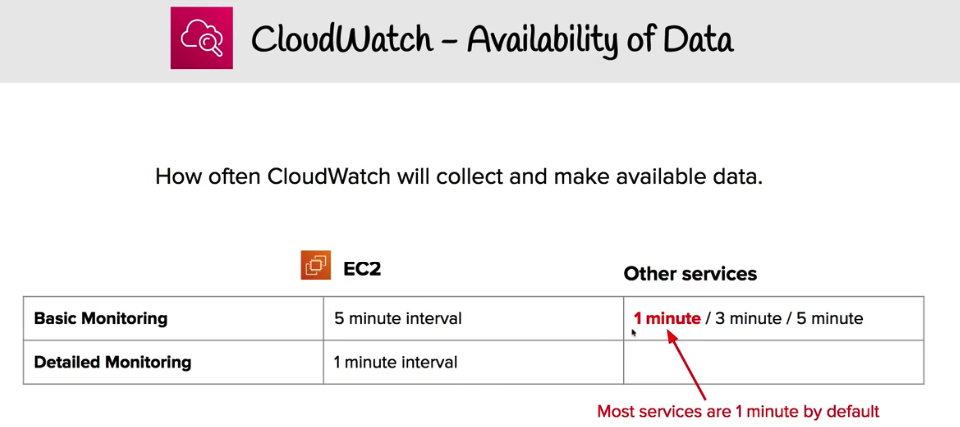 CloudWatch – Availability of Data
How often CloudWatch will collect and make available data.
EC2
Other services
Basic Monitoring
5 minute interval
1 minute / 3 minute / 5 minute
Detailed Monitoring
1 minute interval
Most services are 1 minute by default